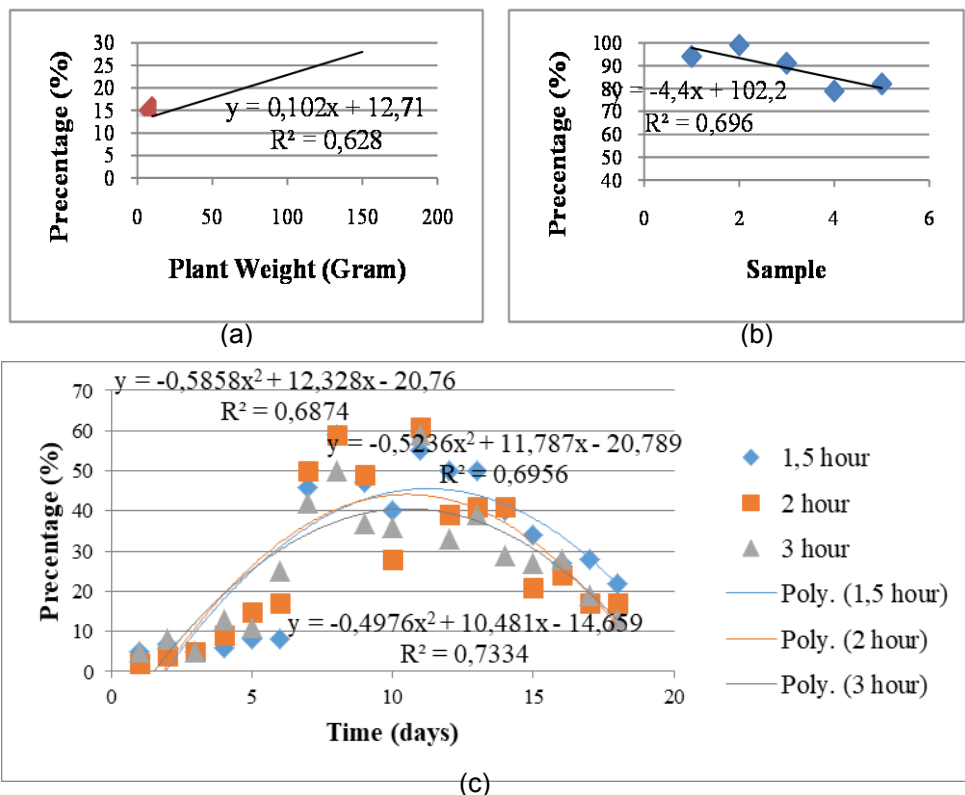 Precentage (%)
30
25
20
15
10
5
0
y = 0,102x + 12,71
R² = 0,628
0 50 100 150 200
Plant Weight (Gram)
(a)
Precentage (%)
100
90
80
70
60
50
40
= -4,4x + 102,2
R² = 0,696
0 2 4 6
Sample
(b)
y = -0,5858x² + 12,328x - 20,76
R² = 0,6874
y = -0,5236x² + 11,787x - 20,789
R² = 0,6956
y = -0,4976x² + 10,481x - 14,659
R² = 0,7334
Precentage (%)
70
60
50
40
30
20
10
0
0 5 10 15 20
Time (days)
1,5 hour
2 hour
3 hour
Poly. (1,5 hour)
Poly. (2 hour)
Poly. (3 hour)
(c)